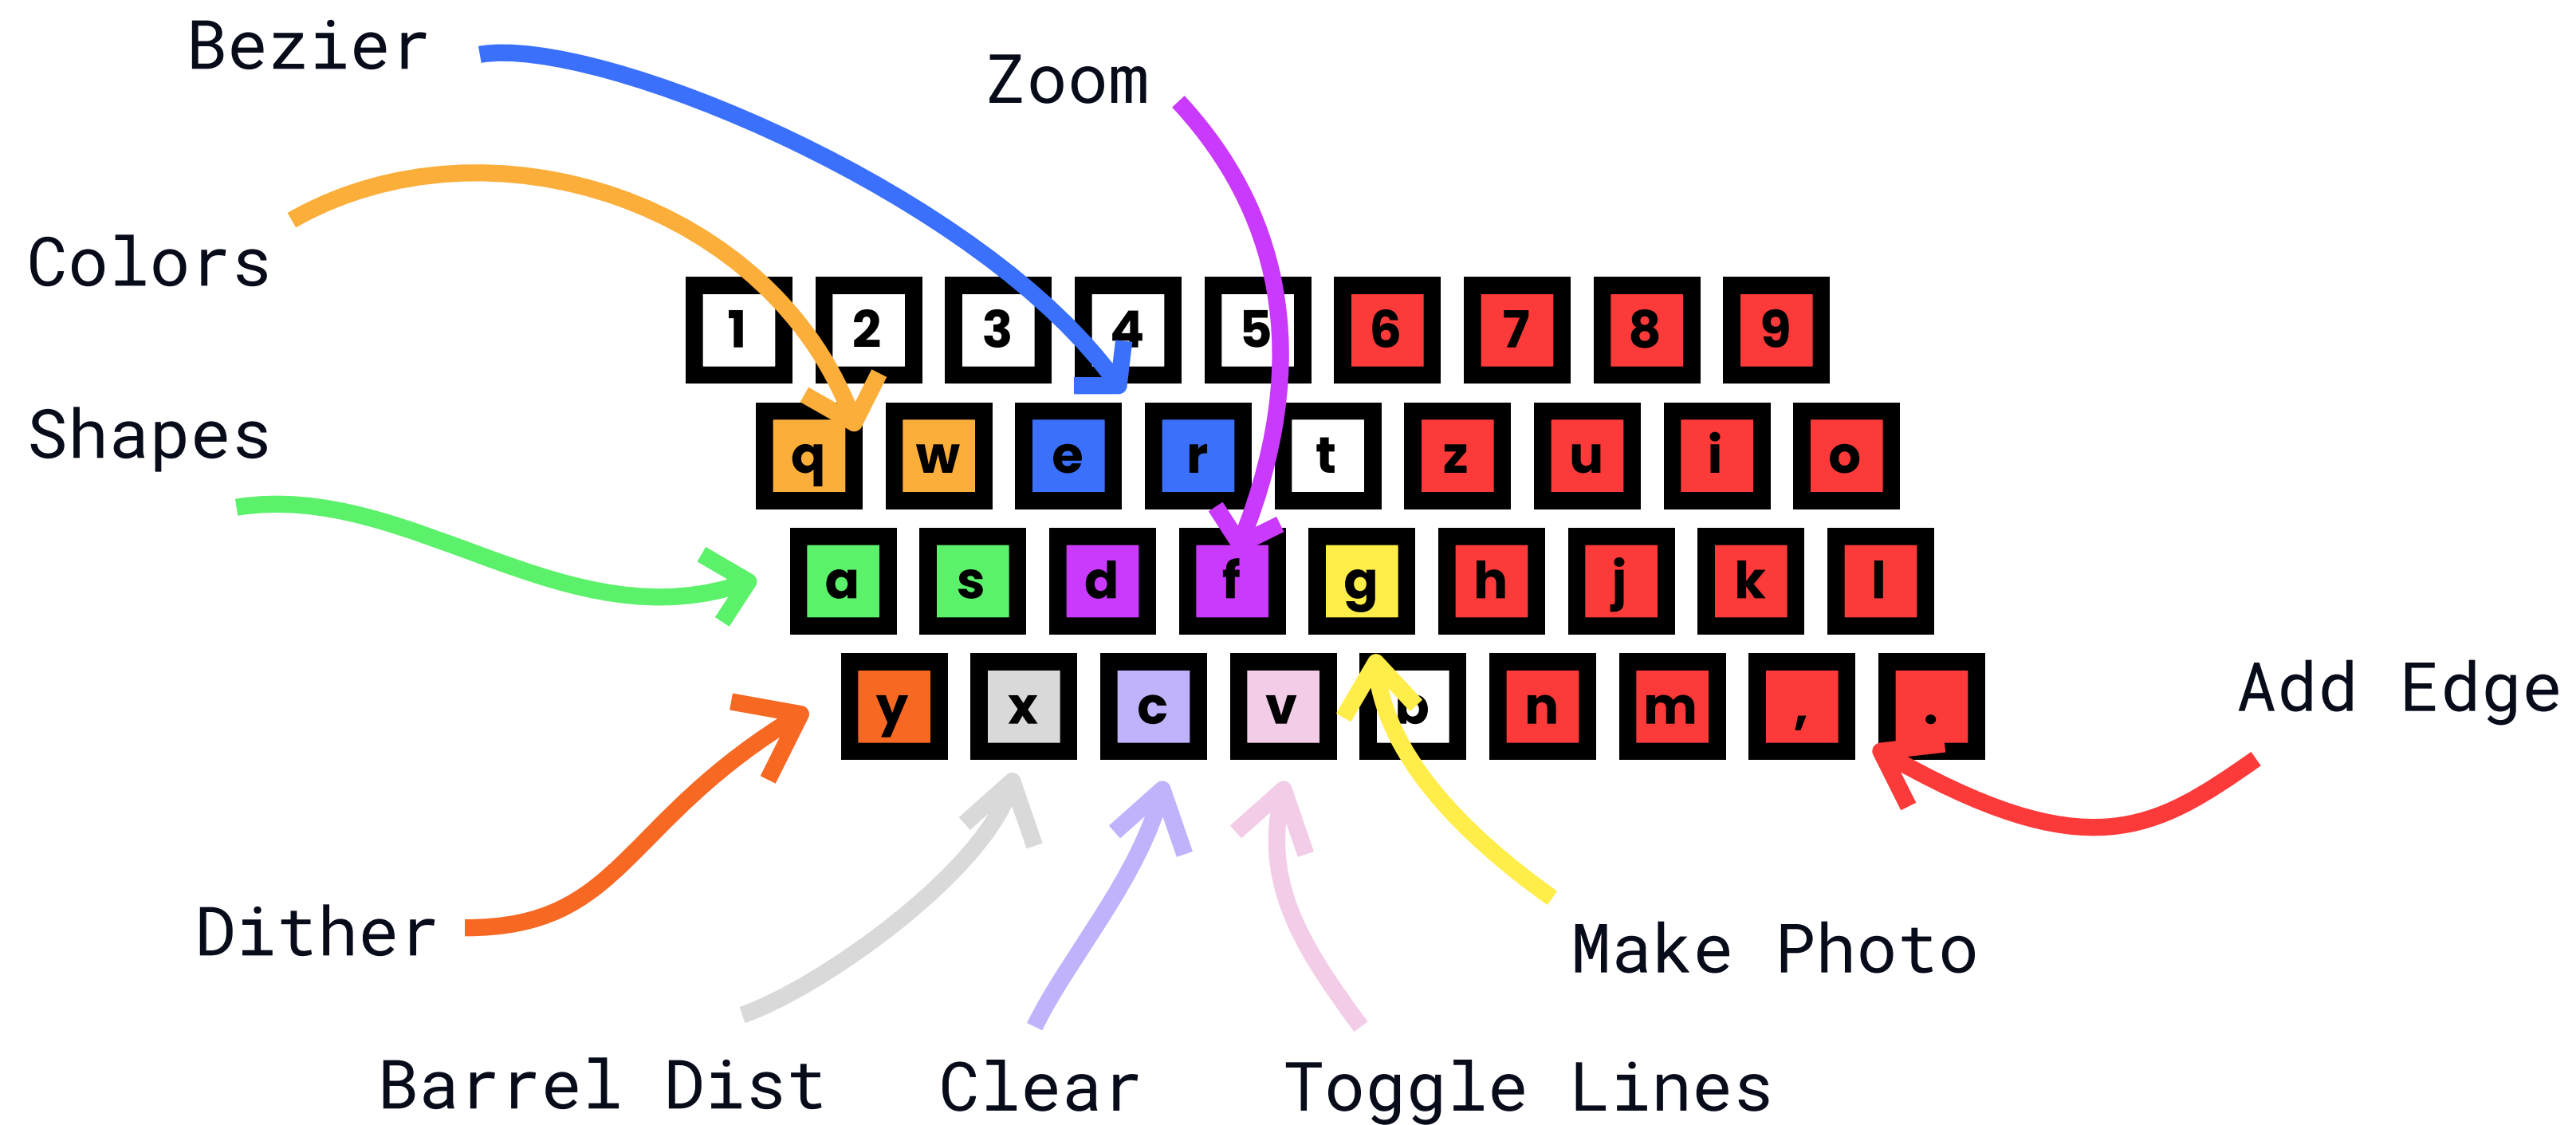 Bezier
Zoom
Colors
Shapes
1 2 3 4 5 6 7 8 9
q w e r t z u i o
a s d f g h j k l
y x c v b n m , .
Add Edge
Dither
Make Photo
Barrel Dist
Clear
Toggle Lines